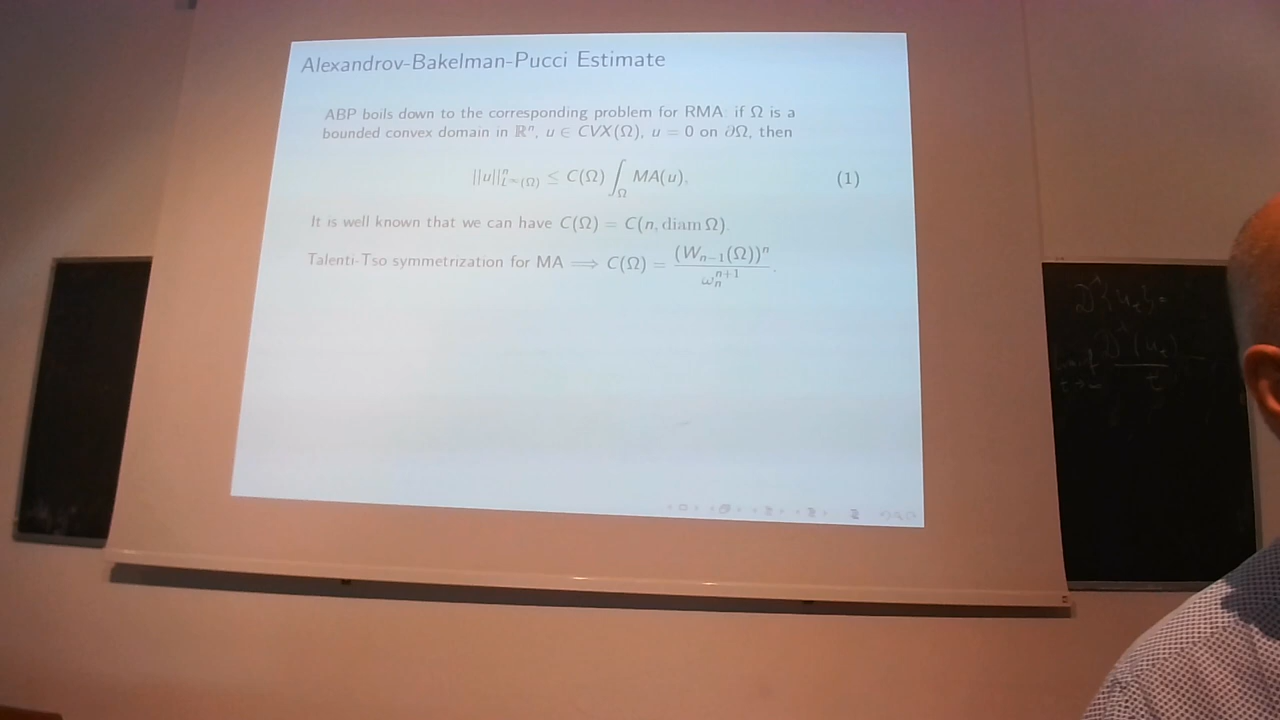 Alexandrov-Bakelman-Pucci Estimate
ABP boils down to the corresponding problem for RMA: if Ω is a
bounded convex domain in ℝⁿ, u ∈ CVX(Ω), u = 0 on ∂Ω, then
||u||ⁿ_{L^∞(Ω)} ≤ C(Ω) ∫_Ω MA(u), (1)
It is well known that we can have C(Ω) = C(n, diam Ω).
Talenti-Tso symmetrization for MA ⟹ C(Ω) = (W_{n−1}(Ω))ⁿ / ω_n^{n+1}.